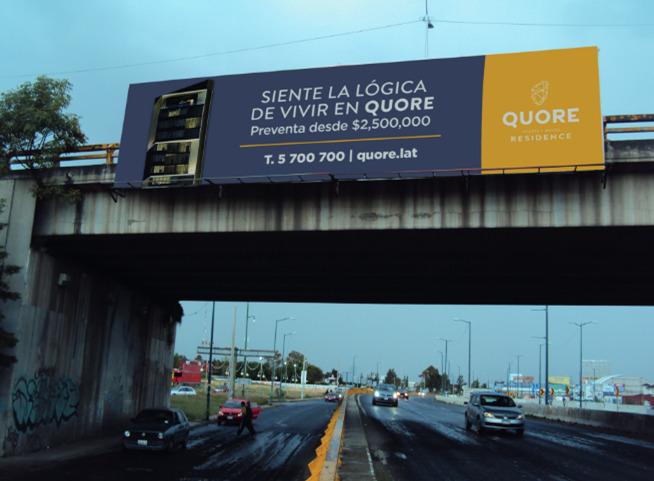 SIENTE LA LÓGICA
DE VIVIR EN QUORE
Preventa desde $2,500,000
T. 5 700 700 | quore.lat
QUORE
RESIDENCE